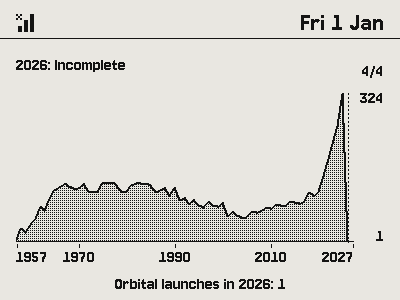 Fri 1 Jan
2026: Incomplete
4/4
324
1
1957 1970 1990 2010 2027
Orbital launches in 2026: 1